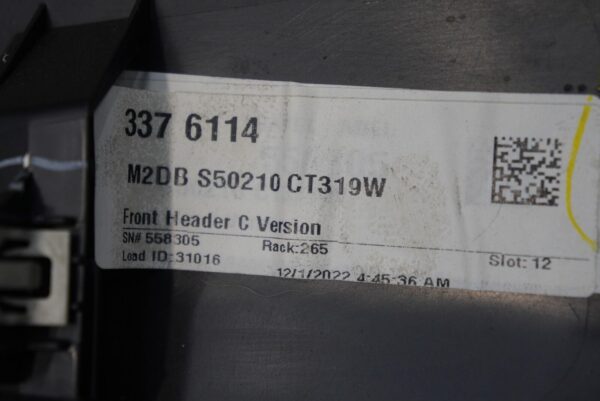 337 6114
M2DB S50210 CT319W
Front Header C Version
SN# 558305 Rack: 265
Load ID: 31016 Slot: 12
12/1/2022 4:45:36 AM